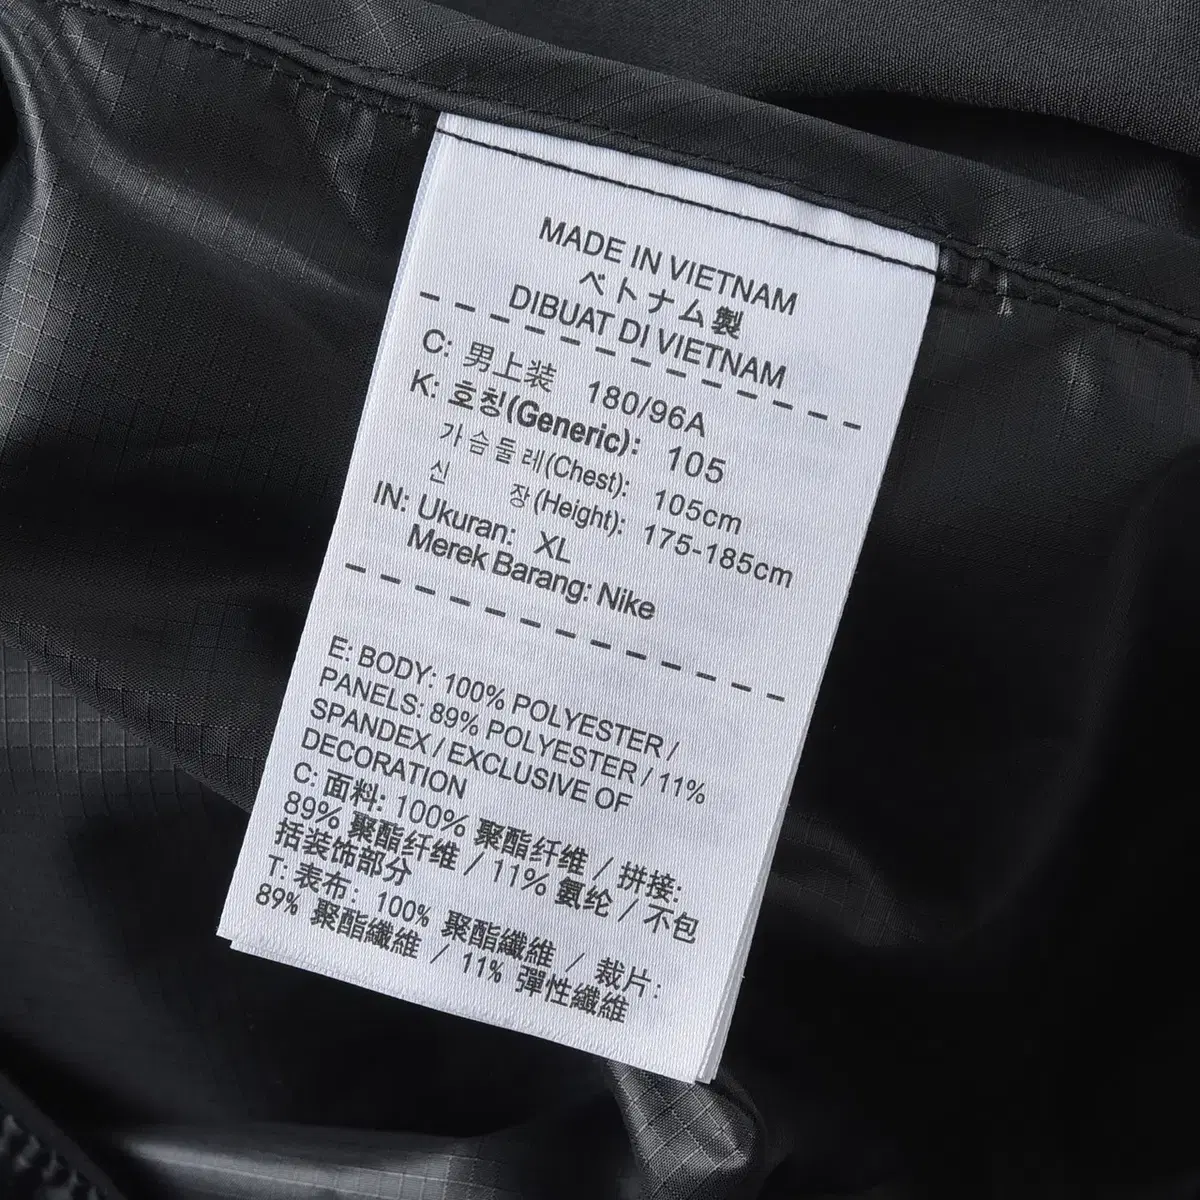 MADE IN VIETNAM
ベトナム製
DIBUAT DI VIETNAM
C: 男上装 180/96A
K: 호칭(Generic): 105
가슴둘레(Chest): 105cm
신 장(Height): 175-185cm
IN: Ukuran: XL
Merek Barang: Nike
E: BODY: 100% POLYESTER /
PANELS: 89% POLYESTER / 11%
SPANDEX / EXCLUSIVE OF
DECORATION
C: 面料: 100% 聚酯纤维 / 拼接:
89% 聚酯纤维 / 11% 氨纶 / 不包
括装饰部分
T: 表布: 100% 聚酯纖維 / 裁片:
89% 聚酯纖維 / 11% 彈性纖維